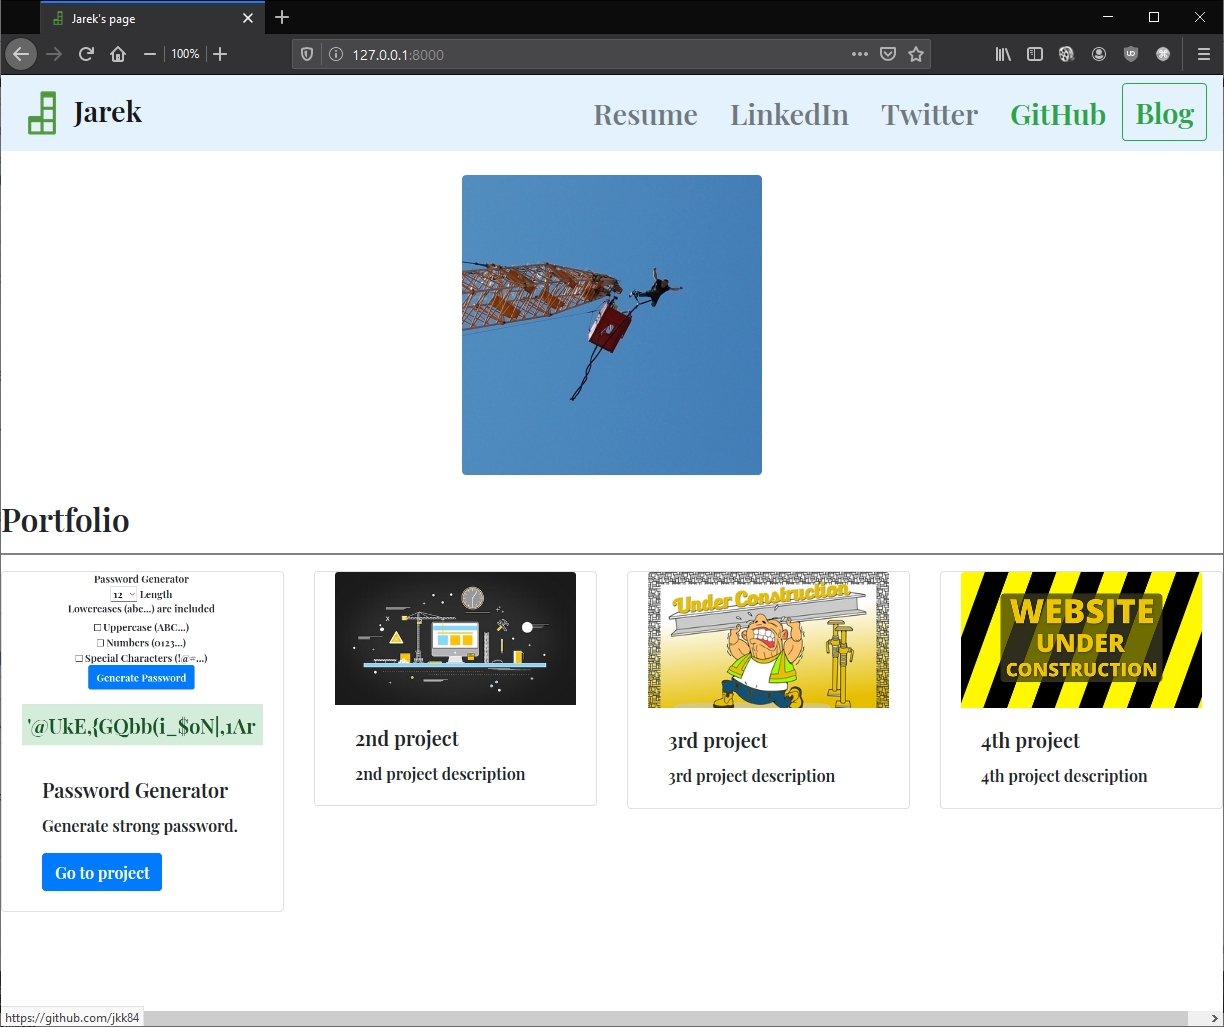 Jarek's page
100%
127.0.0.1:8000
Jarek
Resume LinkedIn Twitter GitHub Blog
Portfolio
Password Generator
12 Length
Lowercases (abc...) are included
Uppercase (ABC...)
Numbers (0123...)
Special Characters (!@#...)
Generate Password
'@UkE,{GQbb(i_$oN|,1Ar
Password Generator
Generate strong password.
Go to project
2nd project
2nd project description
Under Construction
3rd project
3rd project description
WEBSITE
UNDER
CONSTRUCTION
4th project
4th project description
https://github.com/jkk84